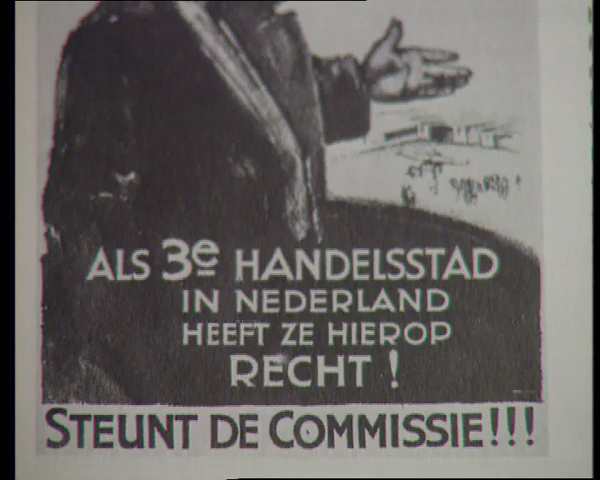 ALS 3e HANDELSSTAD
IN NEDERLAND
HEEFT ZE HIEROP
RECHT !
STEUNT DE COMMISSIE!!!